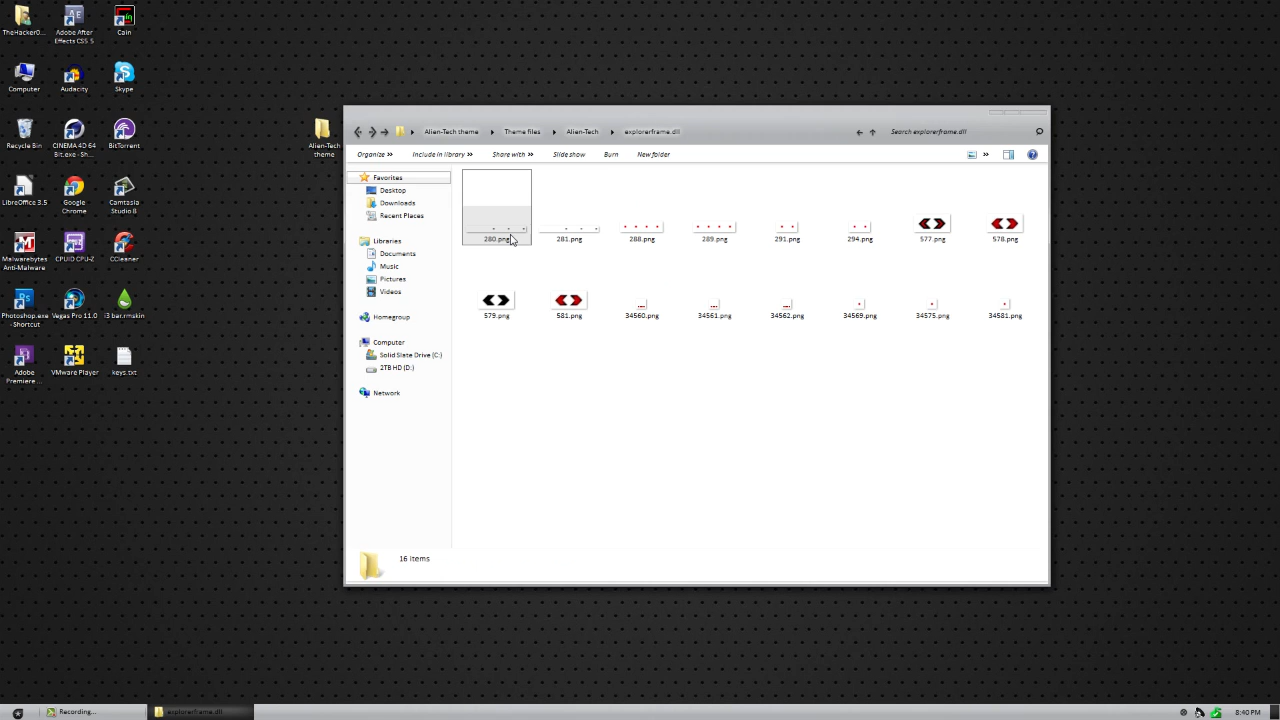 TheHacker0...
Adobe After
Effects CS5.5
Cain
Computer
Audacity
Skype
Recycle Bin
CINEMA 4D 64
Bit.exe - Sh...
BitTorrent
Alien-Tech
theme
LibreOffice 3.5
Google
Chrome
Camtasia
Studio 8
Malwarebytes
Anti-Malware
CPUID CPU-Z
CCleaner
Photoshop.exe
- Shortcut
Vegas Pro 11.0
i3 bar.rmskin
Adobe
Premiere ...
VMware Player
keys.txt
Alien-Tech theme
Theme files
Alien-Tech
explorerframe.dll
Search explorerframe.dll
Organize
Include in library
Share with
Slide show
Burn
New folder
Favorites
Desktop
Downloads
Recent Places
Libraries
Documents
Music
Pictures
Videos
Homegroup
Computer
Solid Slate Drive (C:)
2TB HD (D:)
Network
280.png
281.png
288.png
289.png
291.png
294.png
577.png
578.png
579.png
581.png
34560.png
34561.png
34562.png
34569.png
34575.png
34581.png
16 items
Recording...
explorerframe.dll
8:40 PM